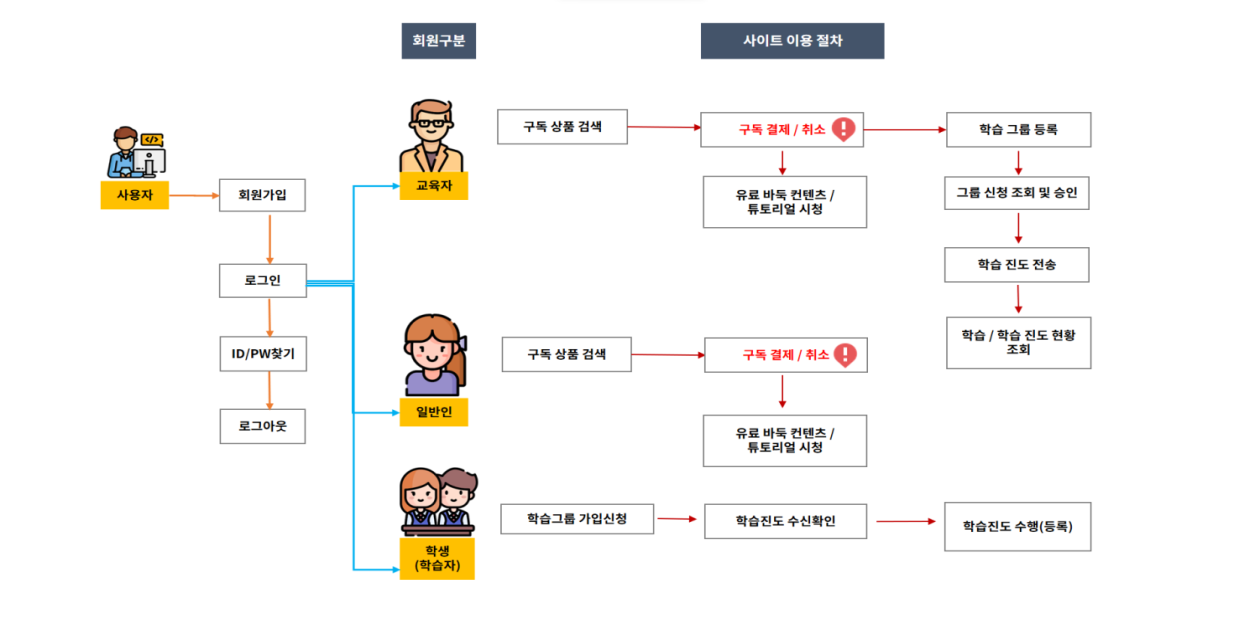 회원구분
사이트 이용 절차
사용자
회원가입
로그인
ID/PW찾기
로그아웃
교육자
구독 상품 검색
구독 결제 / 취소
유료 바둑 컨텐츠 /
튜토리얼 시청
학습 그룹 등록
그룹 신청 조회 및 승인
학습 진도 전송
학습 / 학습 진도 현황
조회
일반인
구독 상품 검색
구독 결제 / 취소
유료 바둑 컨텐츠 /
튜토리얼 시청
학생
(학습자)
학습그룹 가입신청
학습진도 수신확인
학습진도 수행(등록)